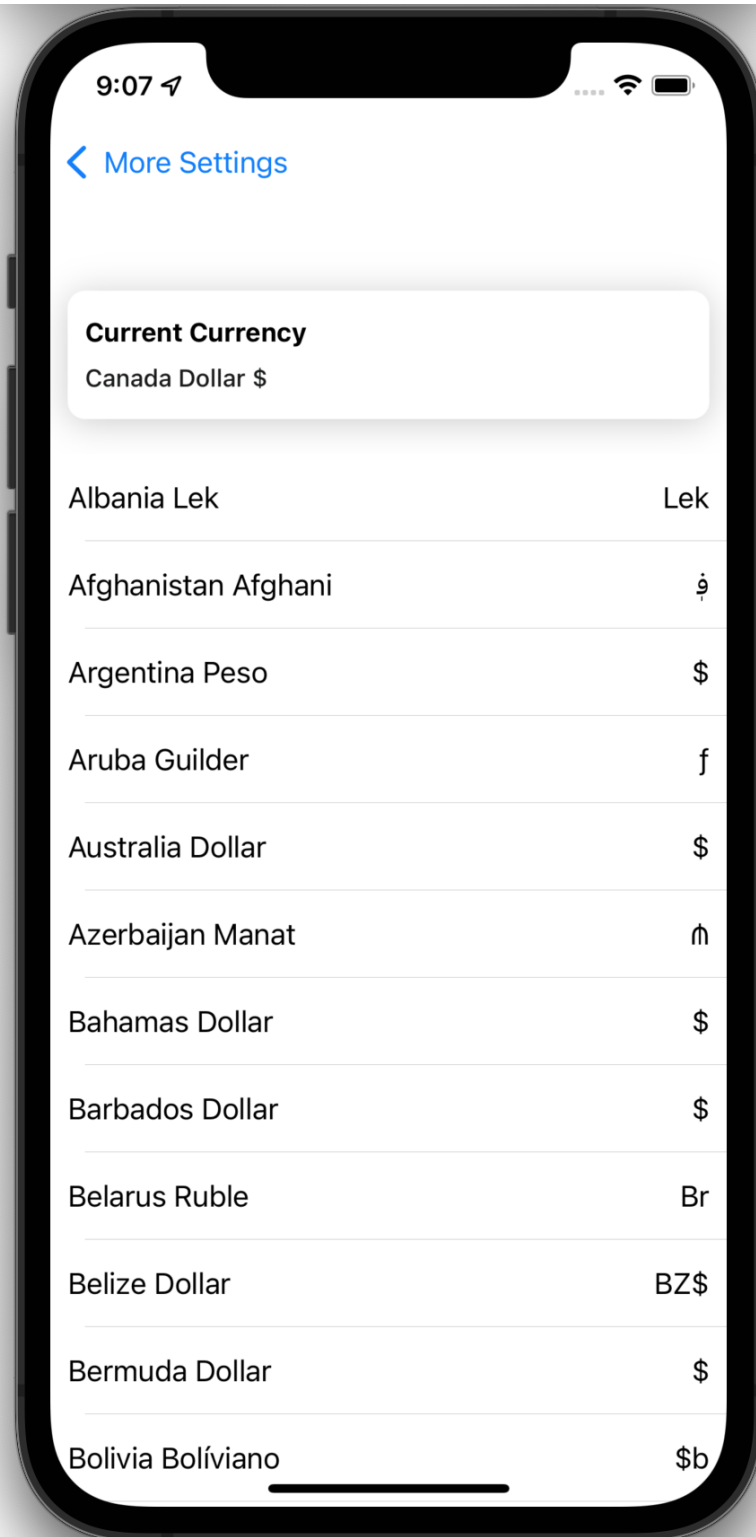 9:07
More Settings
Current Currency
Canada Dollar $
Albania Lek Lek
Afghanistan Afghani ؋
Argentina Peso $
Aruba Guilder ƒ
Australia Dollar $
Azerbaijan Manat ₼
Bahamas Dollar $
Barbados Dollar $
Belarus Ruble Br
Belize Dollar BZ$
Bermuda Dollar $
Bolivia Bolíviano $b